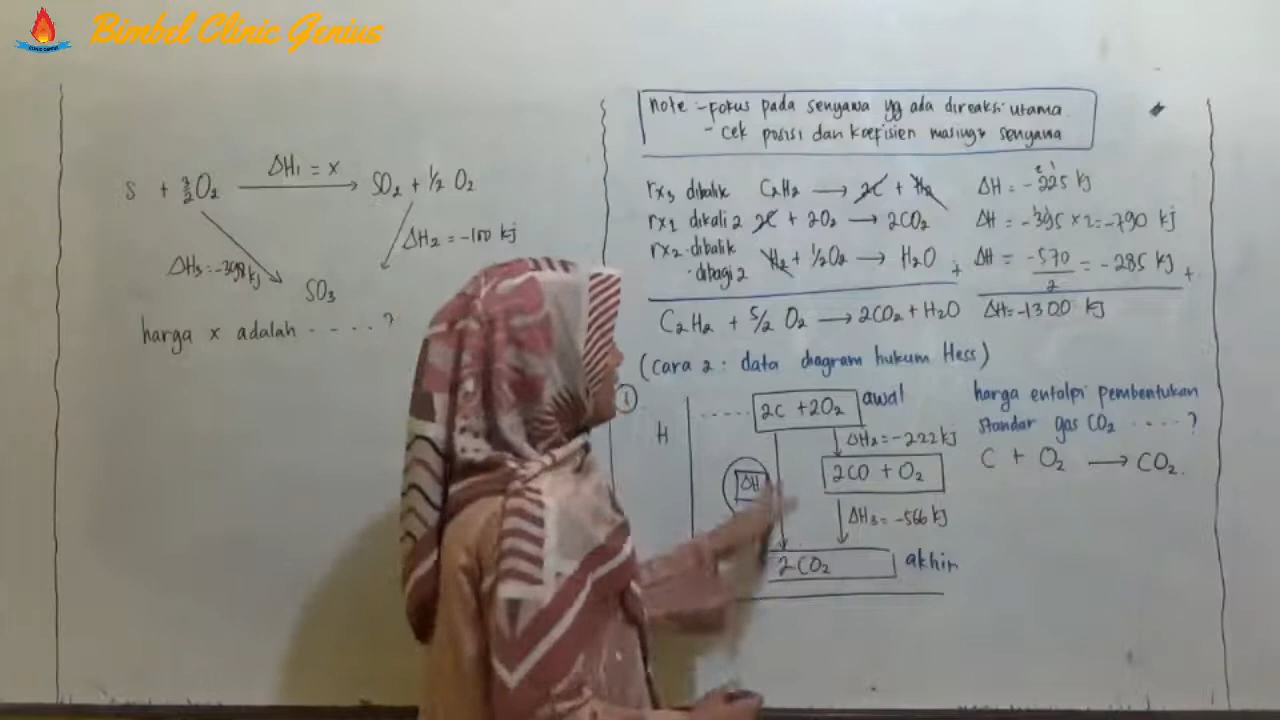 Bimbel Clinic Genius
S + 3/2 O₂ ⟶ SO₂ + 1/2 O₂
ΔH₁ = x
ΔH₂ = -100 kj
ΔH₃ = -398 kj
SO₃
harga x adalah - - - - ?
note : - fokus pada senyawa yg ada direaksi utama
- cek posisi dan koefisien masing² senyawa
rx₃ dibalik C₂H₂ ⟶ 2C + H₂ ΔH = -225 kj
rx₁ dikali 2 2C + 2O₂ ⟶ 2CO₂ ΔH = -395 x 2 = -790 kj
rx₂ dibalik H₂ + 1/2 O₂ ⟶ H₂O + ΔH = -570/2 = -285 kj +
· dibagi 2
C₂H₂ + 5/2 O₂ ⟶ 2CO₂ + H₂O ΔH = -1300 kj
(Cara 2 : data diagram hukum Hess)
1
H
2C + 2O₂ awal
ΔH₂ = -222 kj
2CO + O₂
ΔH
ΔH₃ = -566 kj
2CO₂ akhir
harga entalpi pembentukan
standar gas CO₂ - - - - ?
C + O₂ ⟶ CO₂.